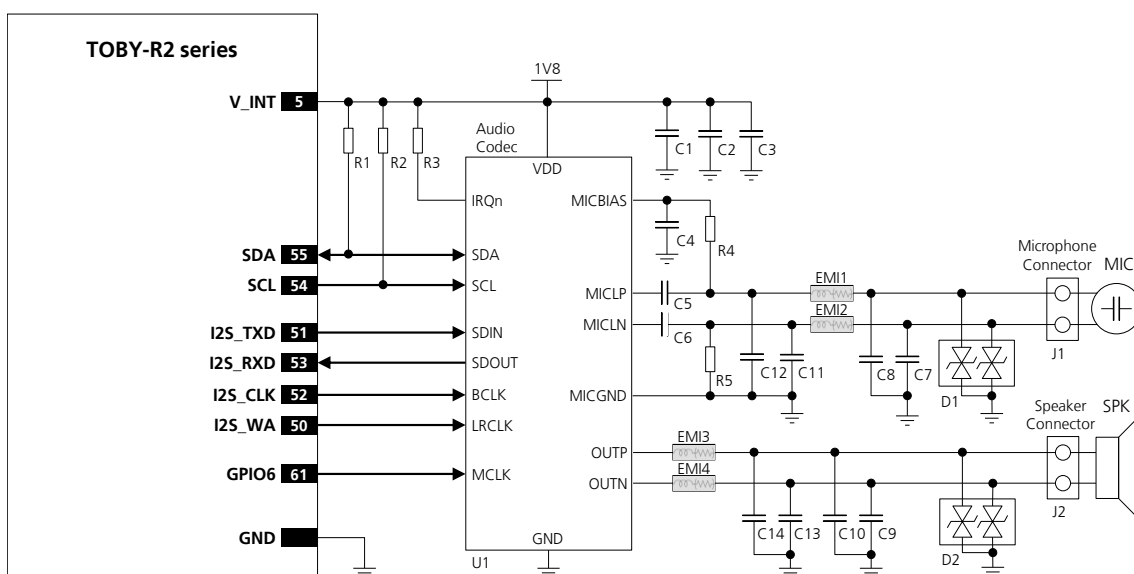 TOBY-R2 series
V_INT 5
1V8
Audio
Codec
VDD
R1
R2
R3
C1
C2
C3
IRQn
MICBIAS
C4
R4
SDA 55
SDA
SCL 54
SCL
Microphone
Connector
MIC
EMI1
MICLP
C5
EMI2
MICLN
C6
I2S_TXD 51
SDIN
I2S_RXD 53
SDOUT
R5
C12
C11
C8
C7
D1
J1
I2S_CLK 52
BCLK
MICGND
I2S_WA 50
LRCLK
Speaker
Connector
SPK
EMI3
OUTP
EMI4
OUTN
GPIO6 61
MCLK
J2
C14
C13
C10
C9
D2
GND
GND
U1